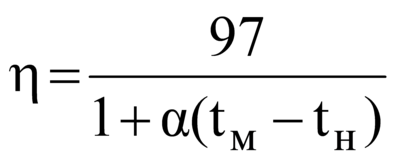 η = 97 / 1 + α(tм − tн)